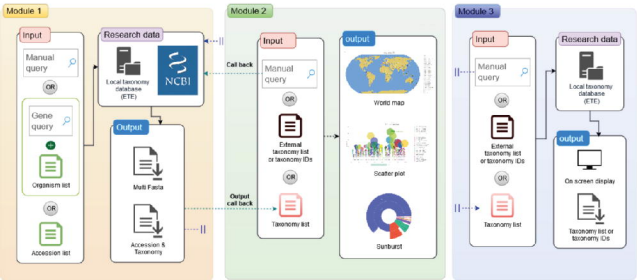 Module 1
Input
Manual
query
OR
Gene
query
Organism list
OR
Accession list
Research data
Local taxonomy
database
(ETE)
NCBI
Output
Multi Fasta
Accession &
Taxonomy
Module 2
Call back
Output
call back
Input
Manual
query
OR
External
taxonomy list
or taxonomy IDs
OR
Taxonomy list
output
World map
Scatter plot
Sunburst
Module 3
Input
Manual
query
OR
External
taxonomy list
or taxonomy IDs
OR
Taxonomy list
Research data
Local taxonomy
database
(ETE)
output
On screen display
Taxonomy list or
taxonomy IDs